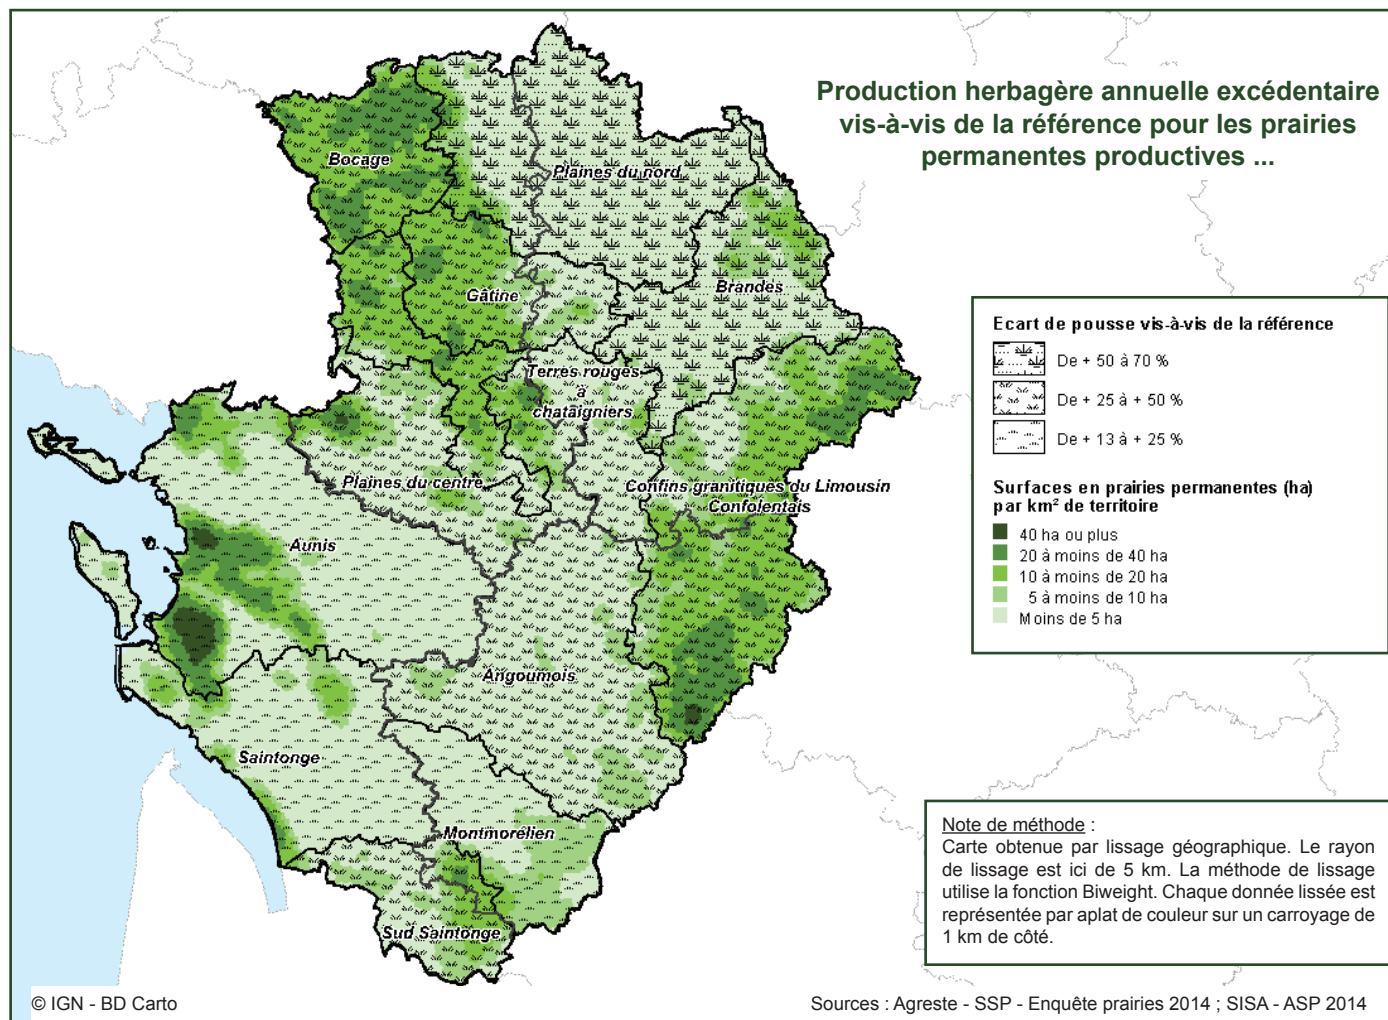 Production herbagère annuelle excédentaire
vis-à-vis de la référence pour les prairies
permanentes productives ...
Bocage
Plaines du nord
Gâtine
Brandes
Terres rouges
à
chataîgniers
Plaines du centre
Confins granitiques du Limousin
Confolentais
Aunis
Angoumois
Saintonge
Montmorélien
Sud Saintonge
Ecart de pousse vis-à-vis de la référence
De + 50 à 70 %
De + 25 à + 50 %
De + 13 à + 25 %
Surfaces en prairies permanentes (ha)
par km² de territoire
40 ha ou plus
20 à moins de 40 ha
10 à moins de 20 ha
5 à moins de 10 ha
Moins de 5 ha
Note de méthode :
Carte obtenue par lissage géographique. Le rayon
de lissage est ici de 5 km. La méthode de lissage
utilise la fonction Biweight. Chaque donnée lissée est
représentée par aplat de couleur sur un carroyage de
1 km de côté.
© IGN - BD Carto
Sources : Agreste - SSP - Enquête prairies 2014 ; SISA - ASP 2014